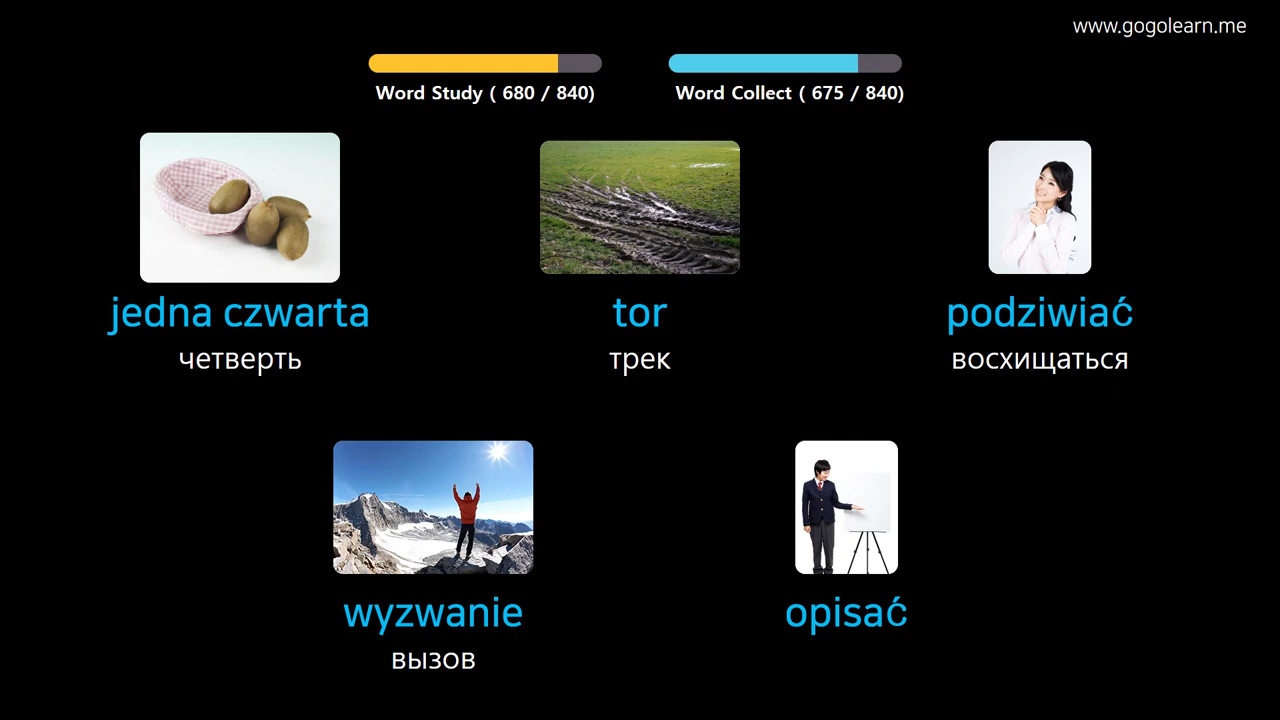 www.gogolearn.me
Word Study ( 680 / 840)
Word Collect ( 675 / 840)
jedna czwarta
четверть
tor
трек
podziwiać
восхищаться
wyzwanie
вызов
opisać